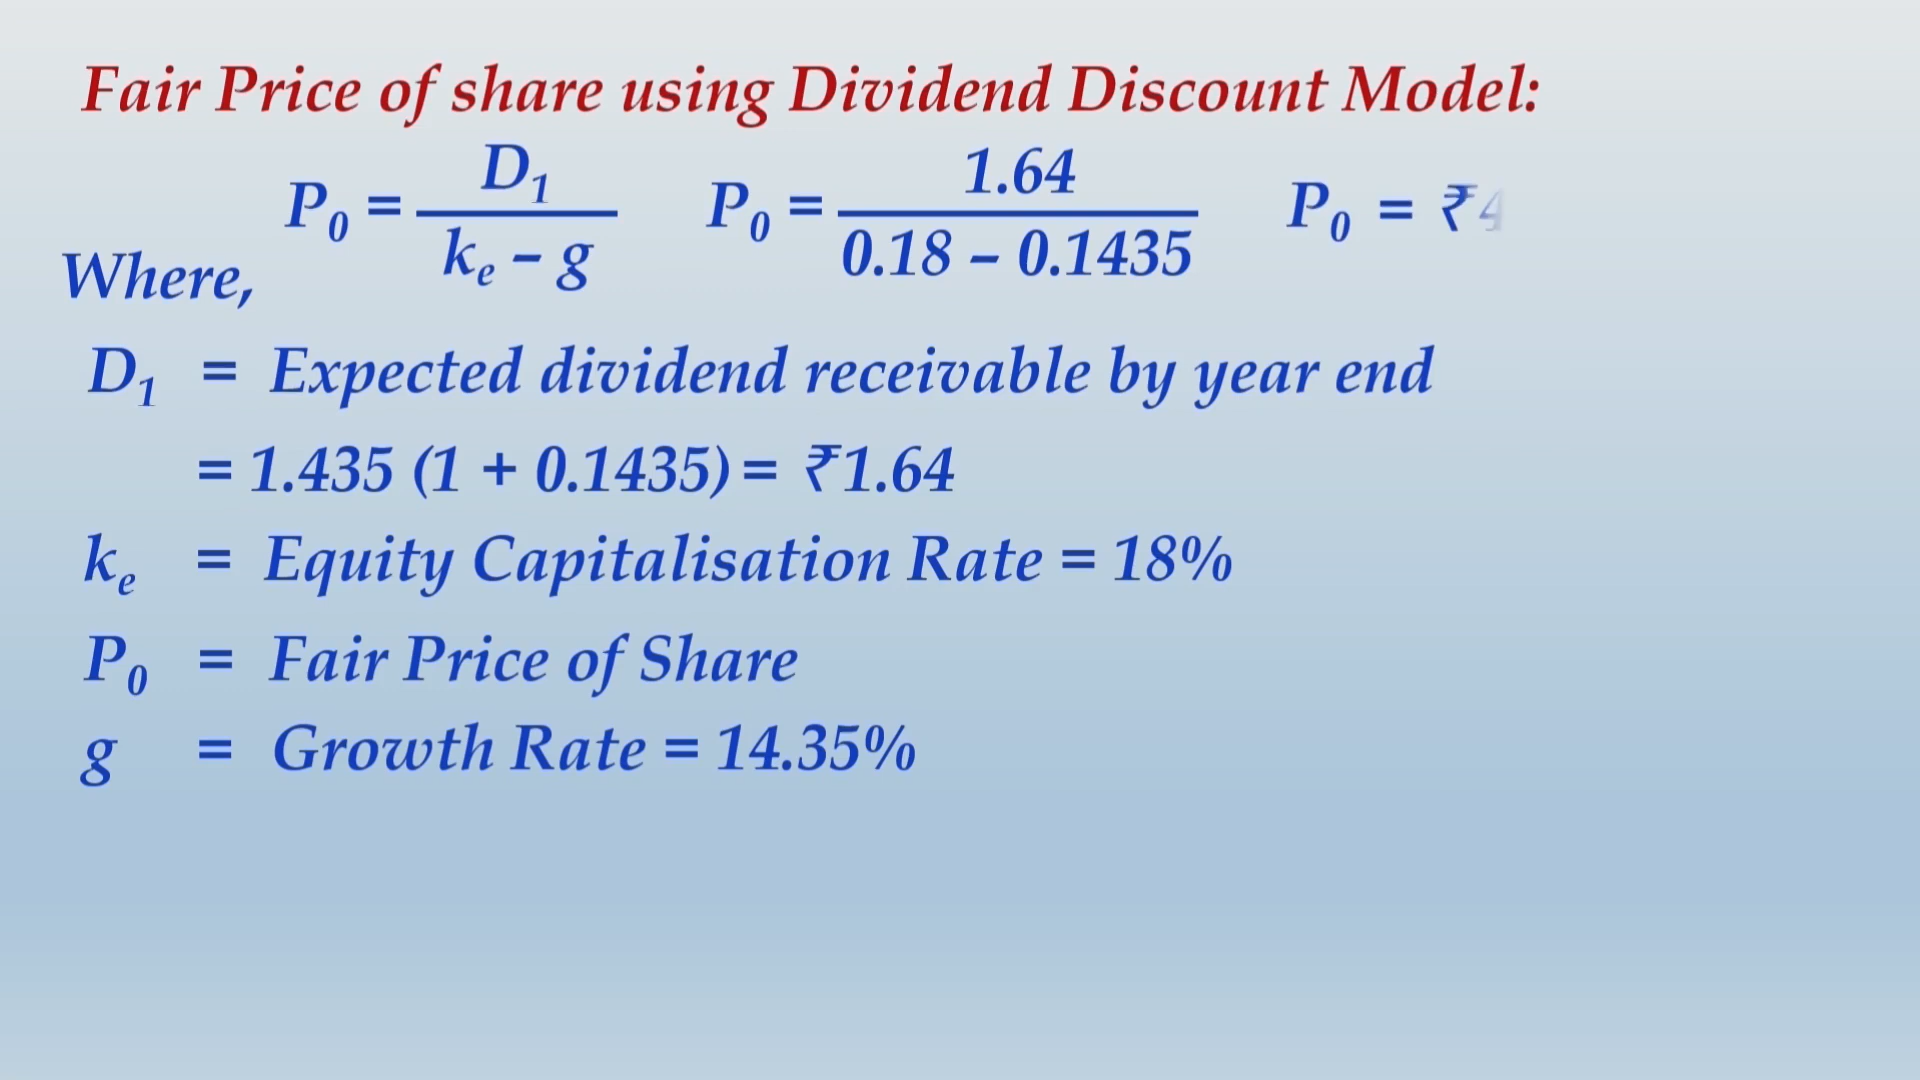 Fair Price of share using Dividend Discount Model:
P₀ = D₁ / (kₑ – g)   P₀ = 1.64 / (0.18 – 0.1435)   P₀ = ₹4
Where,
D₁ = Expected dividend receivable by year end
= 1.435 (1 + 0.1435) = ₹1.64
kₑ = Equity Capitalisation Rate = 18%
P₀ = Fair Price of Share
g = Growth Rate = 14.35%